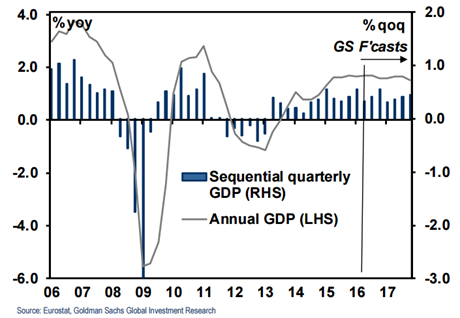 %yoy
%qoq
4.0
2.0
GS F'casts
2.0
1.0
0.0
0.0
-2.0
-1.0
Sequential quarterly
GDP (RHS)
Annual GDP (LHS)
-4.0
-2.0
-6.0
-3.0
06 07 08 09 10 11 12 13 14 15 16 17
Source: Eurostat, Goldman Sachs Global Investment Research